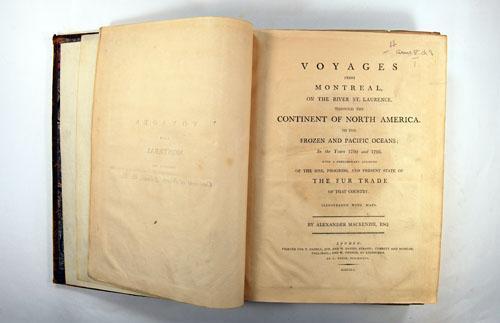 VOYAGES
FROM
MONTREAL,
ON THE RIVER ST. LAURENCE,
THROUGH THE
CONTINENT OF NORTH AMERICA,
TO THE
FROZEN AND PACIFIC OCEANS;
In the Years 1789 and 1793.
WITH A PRELIMINARY ACCOUNT
OF THE RISE, PROGRESS, AND PRESENT STATE OF
THE FUR TRADE
OF THAT COUNTRY.
ILLUSTRATED WITH MAPS.
BY ALEXANDER MACKENZIE, ESQ.
LONDON: